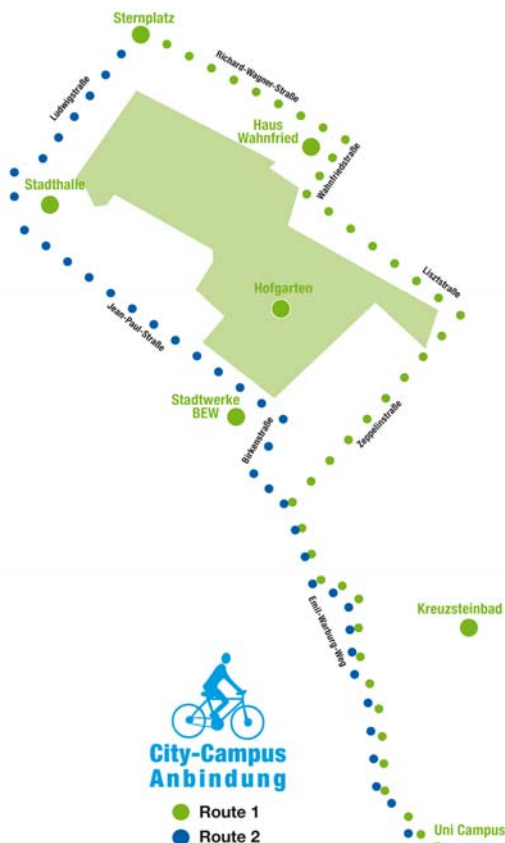 Sternplatz
Richard-Wagner-Straße
Ludwigstraße
Haus
Wahnfried
Wahnfriedstraße
Stadthalle
Lisztstraße
Hofgarten
Jean-Paul-Straße
Stadtwerke
BEW
Zeppelinstraße
Birkenstraße
Kreuzsteinbad
Emil-Warburg-Weg
City-Campus
Anbindung
Route 1
Route 2
Uni Campus